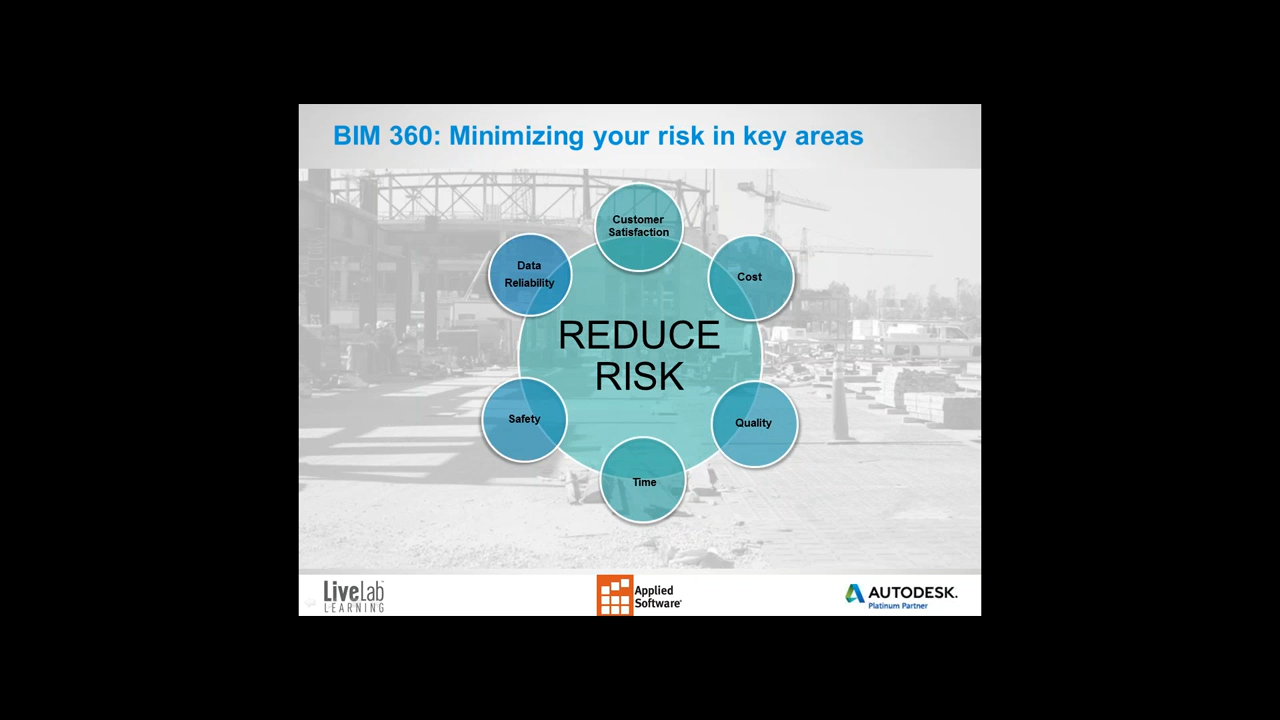 BIM 360: Minimizing your risk in key areas
Customer
Satisfaction
Data
Reliability
Cost
REDUCE
RISK
Safety
Quality
Time
LiveLab
LEARNING
Applied
Software
AUTODESK.
Platinum Partner